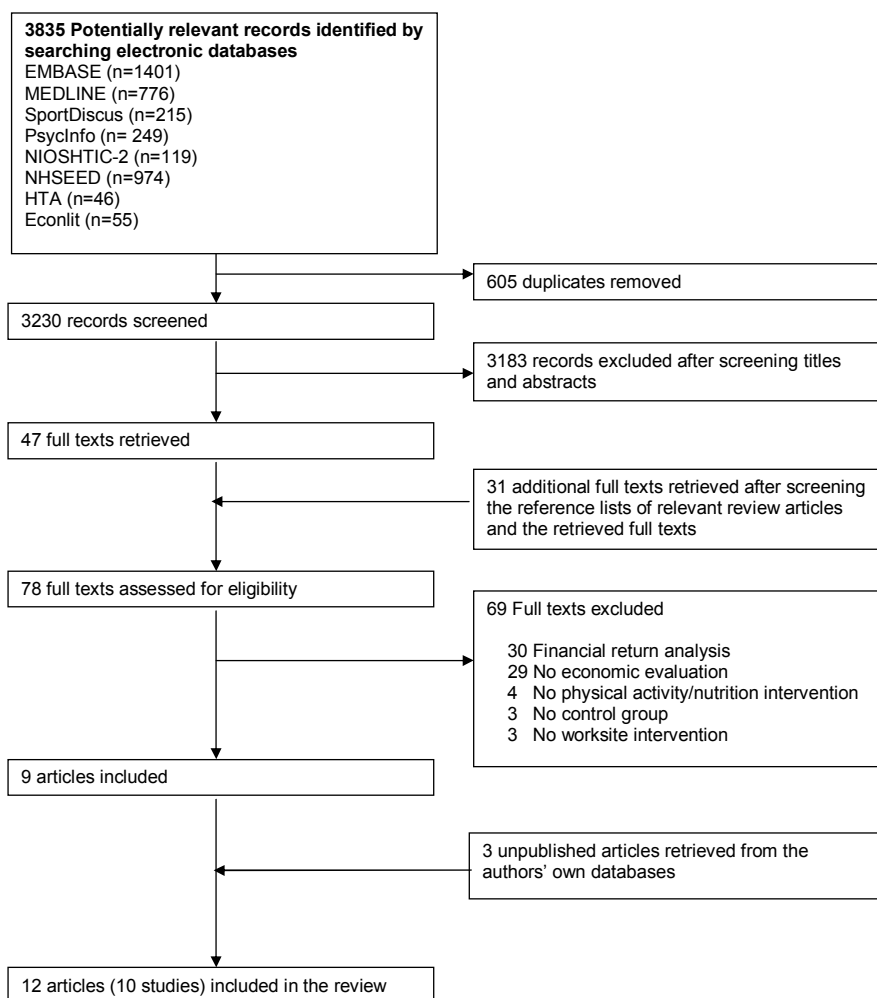 3835 Potentially relevant records identified by
searching electronic databases
EMBASE (n=1401)
MEDLINE (n=776)
SportDiscus (n=215)
PsycInfo (n= 249)
NIOSHTIC-2 (n=119)
NHSEED (n=974)
HTA (n=46)
Econlit (n=55)
605 duplicates removed
3230 records screened
3183 records excluded after screening titles
and abstracts
47 full texts retrieved
31 additional full texts retrieved after screening
the reference lists of relevant review articles
and the retrieved full texts
78 full texts assessed for eligibility
69 Full texts excluded
30 Financial return analysis
29 No economic evaluation
4 No physical activity/nutrition intervention
3 No control group
3 No worksite intervention
9 articles included
3 unpublished articles retrieved from the
authors’ own databases
12 articles (10 studies) included in the review